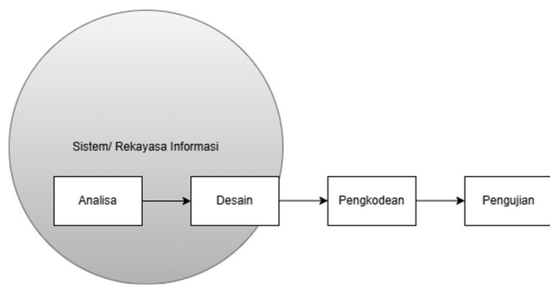 Sistem/ Rekayasa Informasi
Analisa
Desain
Pengkodean
Pengujian